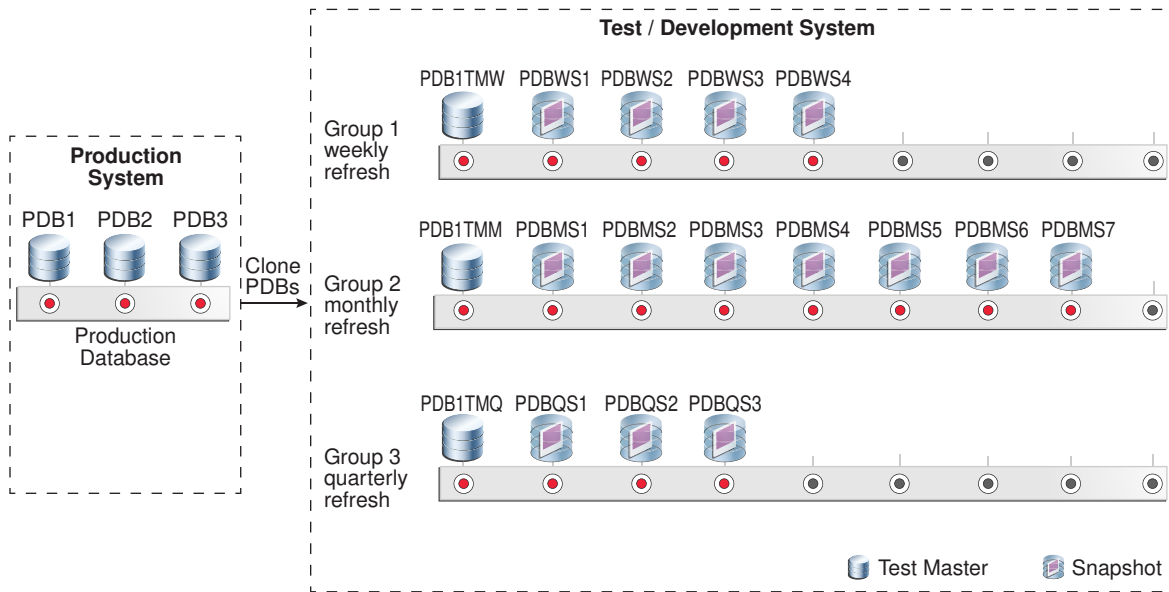 Test / Development System
PDB1TMW PDBWS1 PDBWS2 PDBWS3 PDBWS4
Group 1
weekly
refresh
Production
System
PDB1 PDB2 PDB3
Production
Database
Clone
PDBs
PDB1TMM PDBMS1 PDBMS2 PDBMS3 PDBMS4 PDBMS5 PDBMS6 PDBMS7
Group 2
monthly
refresh
PDB1TMQ PDBQS1 PDBQS2 PDBQS3
Group 3
quarterly
refresh
Test Master
Snapshot